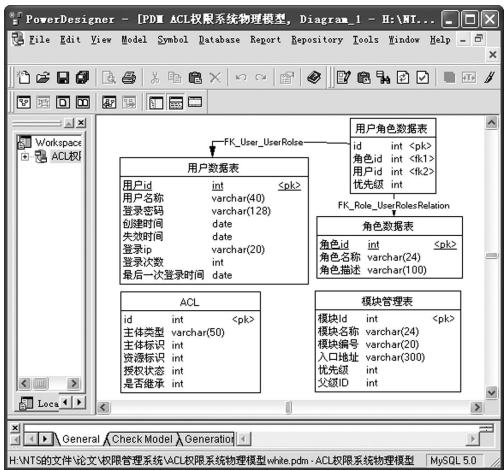 PowerDesigner - [PDM ACL权限系统物理模型, Diagram_1 - H:\NT...
File Edit View Model Symbol Database Report Repository Tools Window Help
Workspace
ACL权
Loca
FK_User_UserRolse
用户角色数据表
id int <pk>
角色id int <fk1>
用户id int <fk2>
优先级 int
FK_Role_UserRolesRelation
用户数据表
用户id int <pk>
用户名称 varchar(40)
登录密码 varchar(128)
创建时间 date
失效时间 date
登录ip varchar(20)
登录次数 int
最后一次登录时间 date
角色数据表
角色id int <pk>
角色名称 varchar(24)
角色描述 varchar(100)
ACL
id int <pk>
主体类型 varchar(50)
主体标识 int
资源标识 int
授权状态 int
是否继承 int
模块管理表
模块Id int <pk>
模块名称 varchar(24)
模块编号 varchar(20)
入口地址 varchar(300)
优先级 int
父级ID int
General Check Model Generation
H:\NTS的文件\论文\权限管理系统\ACL权限系统物理模型white.pdm - ACL权限系统物理模型 MySQL 5.0